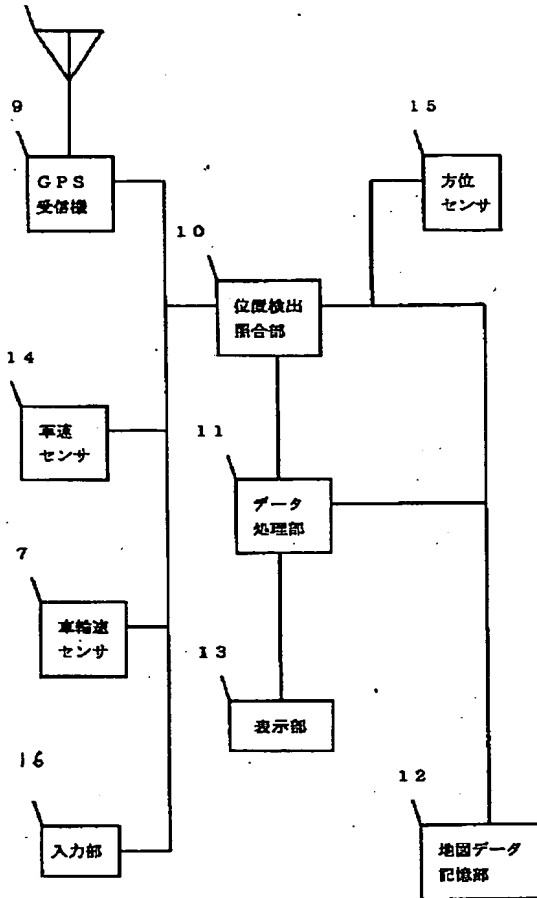 9
GPS
受信機
15
方位
センサ
10
位置検出
照合部
14
車速
センサ
11
データ
処理部
7
車輪速
センサ
13
表示部
16
入力部
12
地図データ
記憶部